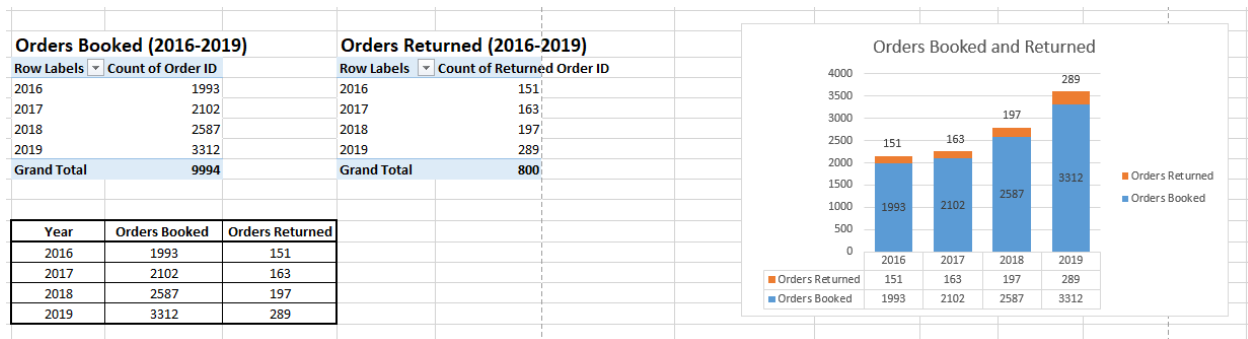 Orders Booked (2016-2019)
Row Labels Count of Order ID
2016 1993
2017 2102
2018 2587
2019 3312
Grand Total 9994
Orders Returned (2016-2019)
Row Labels Count of Returned Order ID
2016 151
2017 163
2018 197
2019 289
Grand Total 800
Year Orders Booked Orders Returned
2016 1993 151
2017 2102 163
2018 2587 197
2019 3312 289
Orders Booked and Returned
4000
3500
3000
2500
2000
1500
1000
500
0
151 163 197 289
1993 2102 2587 3312
Orders Returned
Orders Booked
2016 2017 2018 2019
Orders Returned 151 163 197 289
Orders Booked 1993 2102 2587 3312